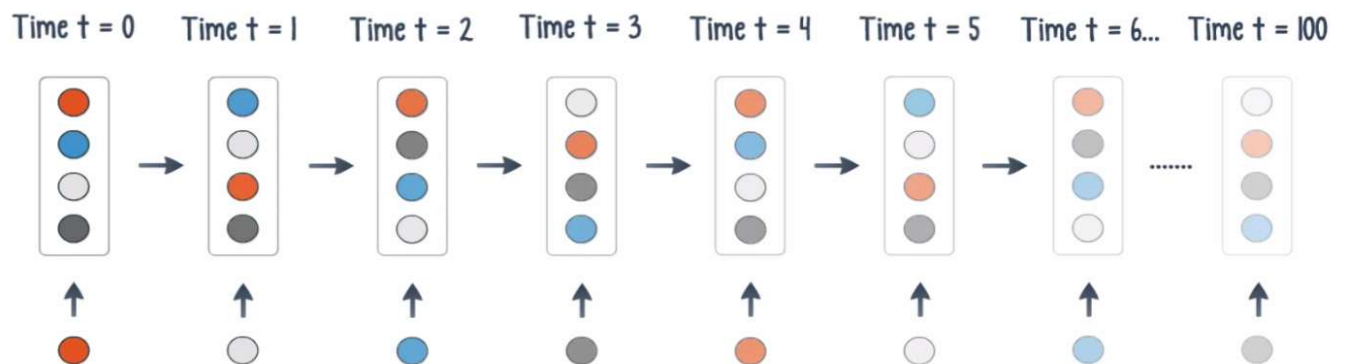 Time t = 0 Time t = 1 Time t = 2 Time t = 3 Time t = 4 Time t = 5 Time t = 6... Time t = 100
.......